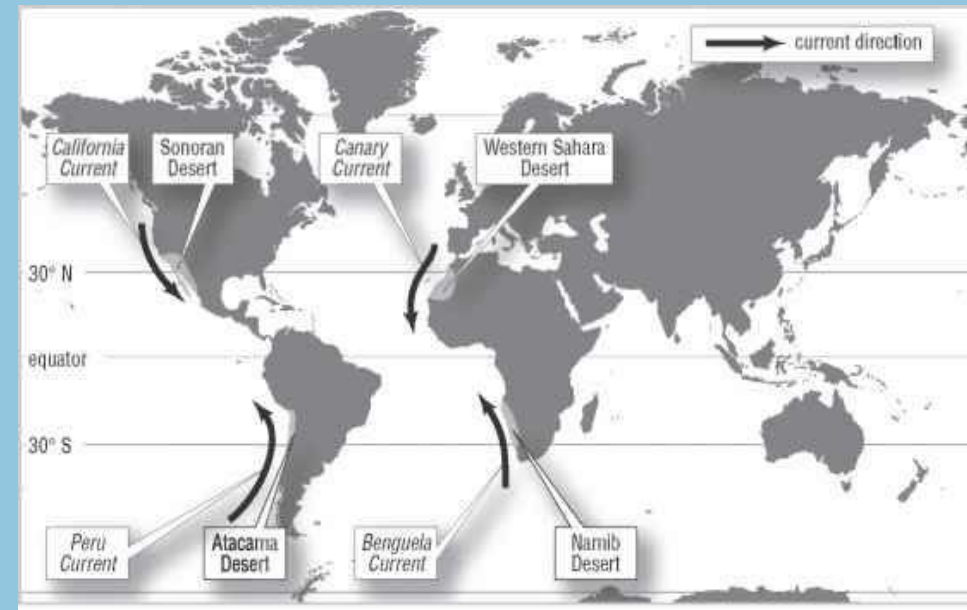 current direction
California
Current
Sonoran
Desert
Canary
Current
Western Sahara
Desert
30° N
equator
30° S
Peru
Current
Atacama
Desert
Benguela
Current
Namib
Desert